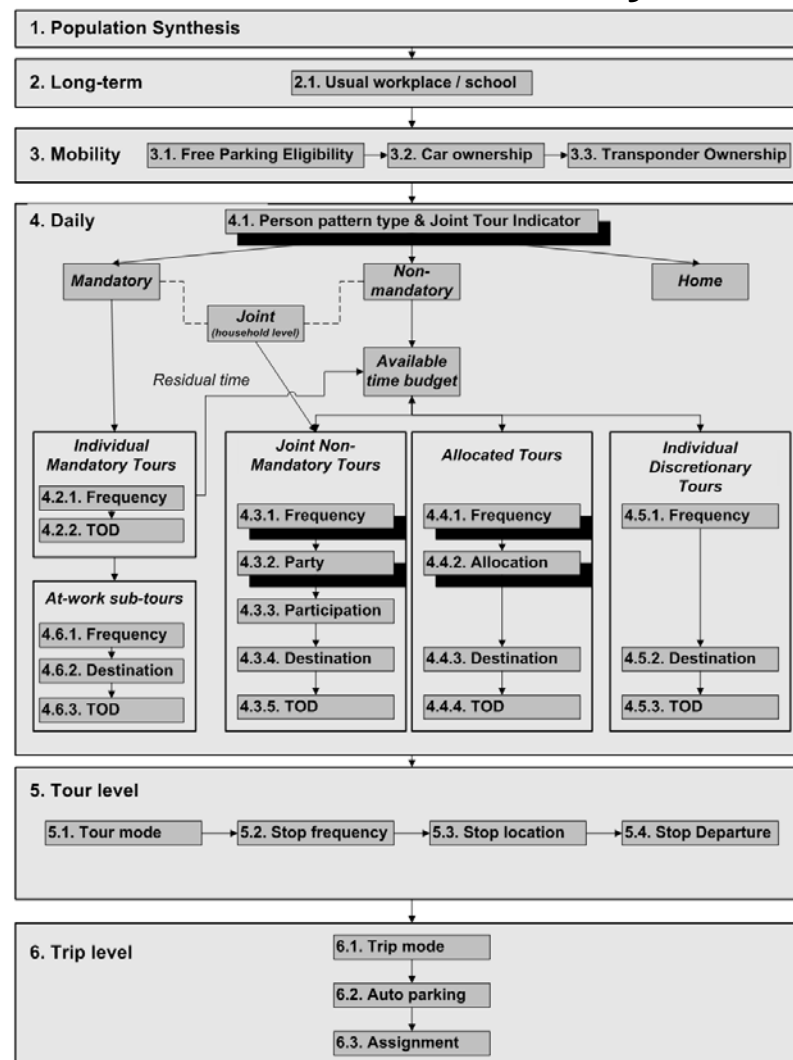 1. Population Synthesis
2. Long-term
2.1. Usual workplace / school
3. Mobility
3.1. Free Parking Eligibility
3.2. Car ownership
3.3. Transponder Ownership
4. Daily
4.1. Person pattern type & Joint Tour Indicator
Mandatory
Non-
mandatory
Home
Joint
(household level)
Residual time
Available
time budget
Individual
Mandatory Tours
4.2.1. Frequency
4.2.2. TOD
At-work sub-tours
4.6.1. Frequency
4.6.2. Destination
4.6.3. TOD
Joint Non-
Mandatory Tours
4.3.1. Frequency
4.3.2. Party
4.3.3. Participation
4.3.4. Destination
4.3.5. TOD
Allocated Tours
4.4.1. Frequency
4.4.2. Allocation
4.4.3. Destination
4.4.4. TOD
Individual
Discretionary
Tours
4.5.1. Frequency
4.5.2. Destination
4.5.3. TOD
5. Tour level
5.1. Tour mode
5.2. Stop frequency
5.3. Stop location
5.4. Stop Departure
6. Trip level
6.1. Trip mode
6.2. Auto parking
6.3. Assignment